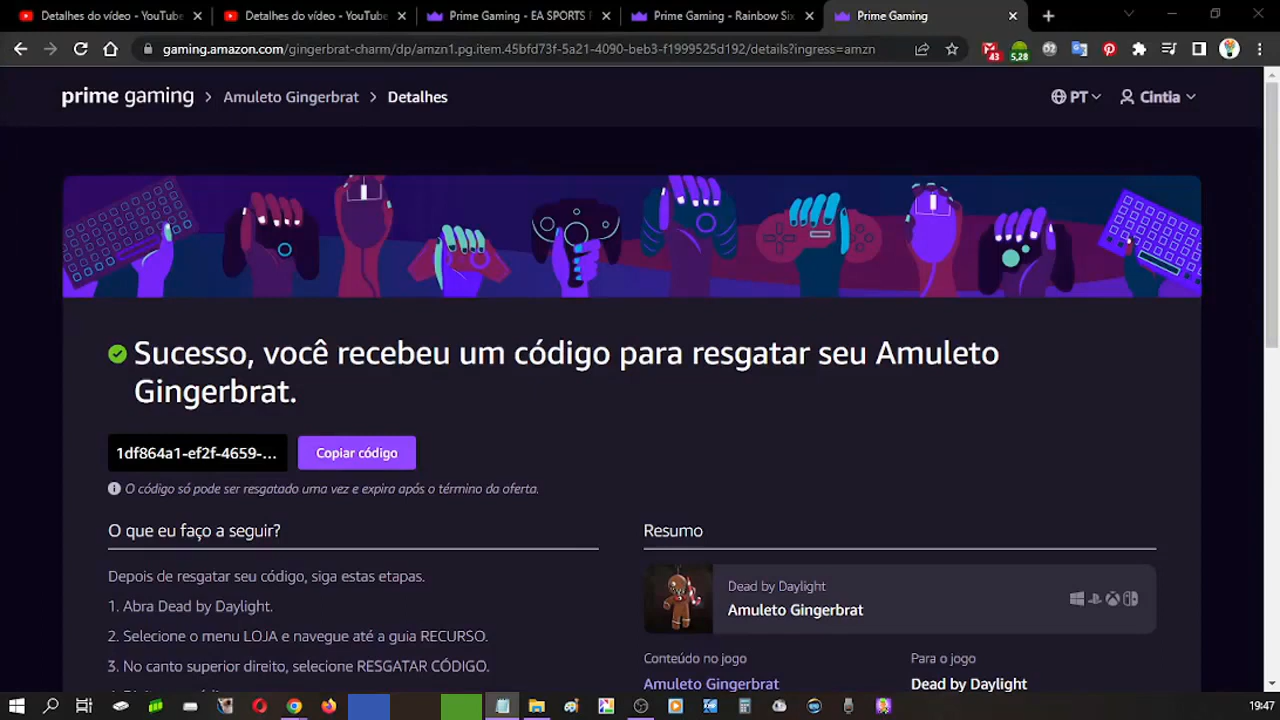 Detalhes do vídeo - YouTube
Detalhes do vídeo - YouTube
Prime Gaming - EA SPORTS F
Prime Gaming - Rainbow Six
Prime Gaming
gaming.amazon.com/gingerbrat-charm/dp/amzn1.pg.item.45bfd73f-5a21-4090-beb3-f1999525d192/details?ingress=amzn
43
5,28
prime gaming > Amuleto Gingerbrat > Detalhes
PT
Cintia
Sucesso, você recebeu um código para resgatar seu Amuleto
Gingerbrat.
1df864a1-ef2f-4659-...
Copiar código
O código só pode ser resgatado uma vez e expira após o término da oferta.
O que eu faço a seguir?
Depois de resgatar seu código, siga estas etapas.
1. Abra Dead by Daylight.
2. Selecione o menu LOJA e navegue até a guia RECURSO.
3. No canto superior direito, selecione RESGATAR CÓDIGO.
Resumo
Dead by Daylight
Amuleto Gingerbrat
Conteúdo no jogo
Amuleto Gingerbrat
Para o jogo
Dead by Daylight
19:47